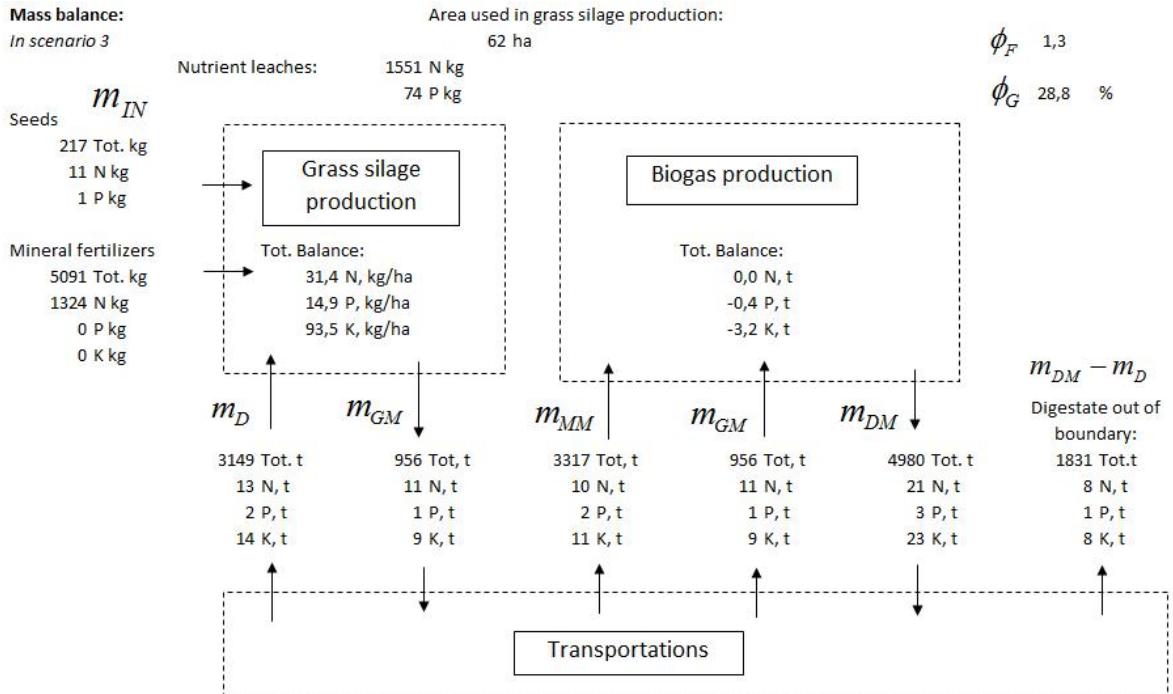 Mass balance:
In scenario 3
Area used in grass silage production:
62 ha
Nutrient leaches: 1551 N kg
74 P kg
ϕF 1,3
ϕG 28,8 %
mIN
Seeds
217 Tot. kg
11 N kg
1 P kg
Mineral fertilizers
5091 Tot. kg
1324 N kg
0 P kg
0 K kg
Grass silage
production
Tot. Balance:
31,4 N, kg/ha
14,9 P, kg/ha
93,5 K, kg/ha
Biogas production
Tot. Balance:
0,0 N, t
-0,4 P, t
-3,2 K, t
mD
3149 Tot. t
13 N, t
2 P, t
14 K, t
mGM
956 Tot, t
11 N, t
1 P, t
9 K, t
mMM
3317 Tot, t
10 N, t
2 P, t
11 K, t
mGM
956 Tot, t
11 N, t
1 P, t
9 K, t
mDM
4980 Tot. t
21 N, t
3 P, t
23 K, t
mDM − mD
Digestate out of
boundary:
1831 Tot.t
8 N, t
1 P, t
8 K, t
Transportations